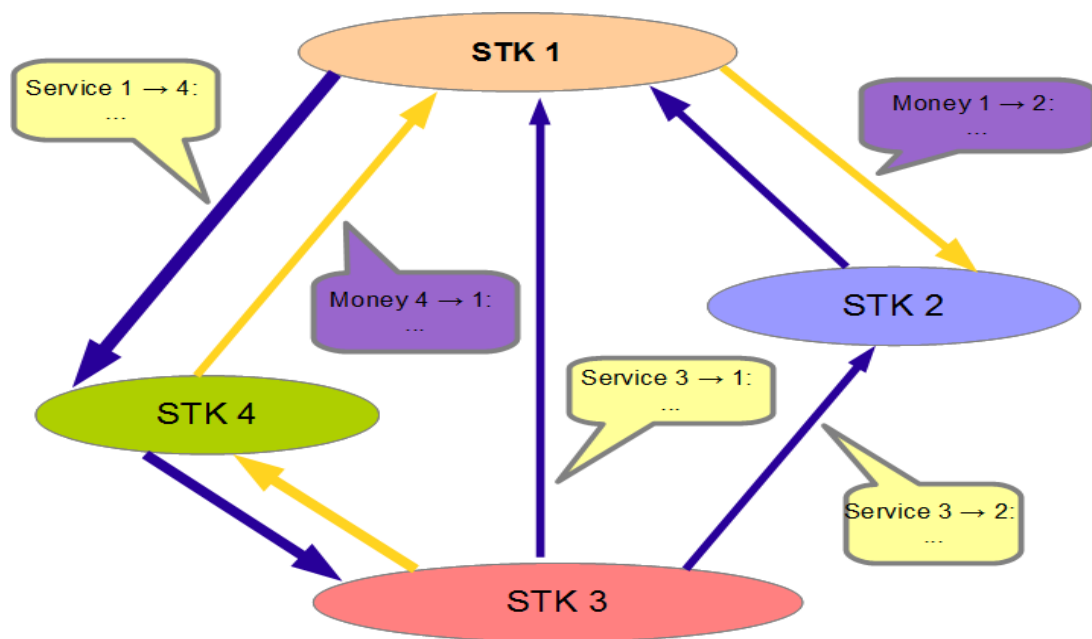 STK 1
Service 1 → 4:
...
Money 1 → 2:
...
Money 4 → 1:
...
STK 2
Service 3 → 1:
...
STK 4
Service 3 → 2:
...
STK 3